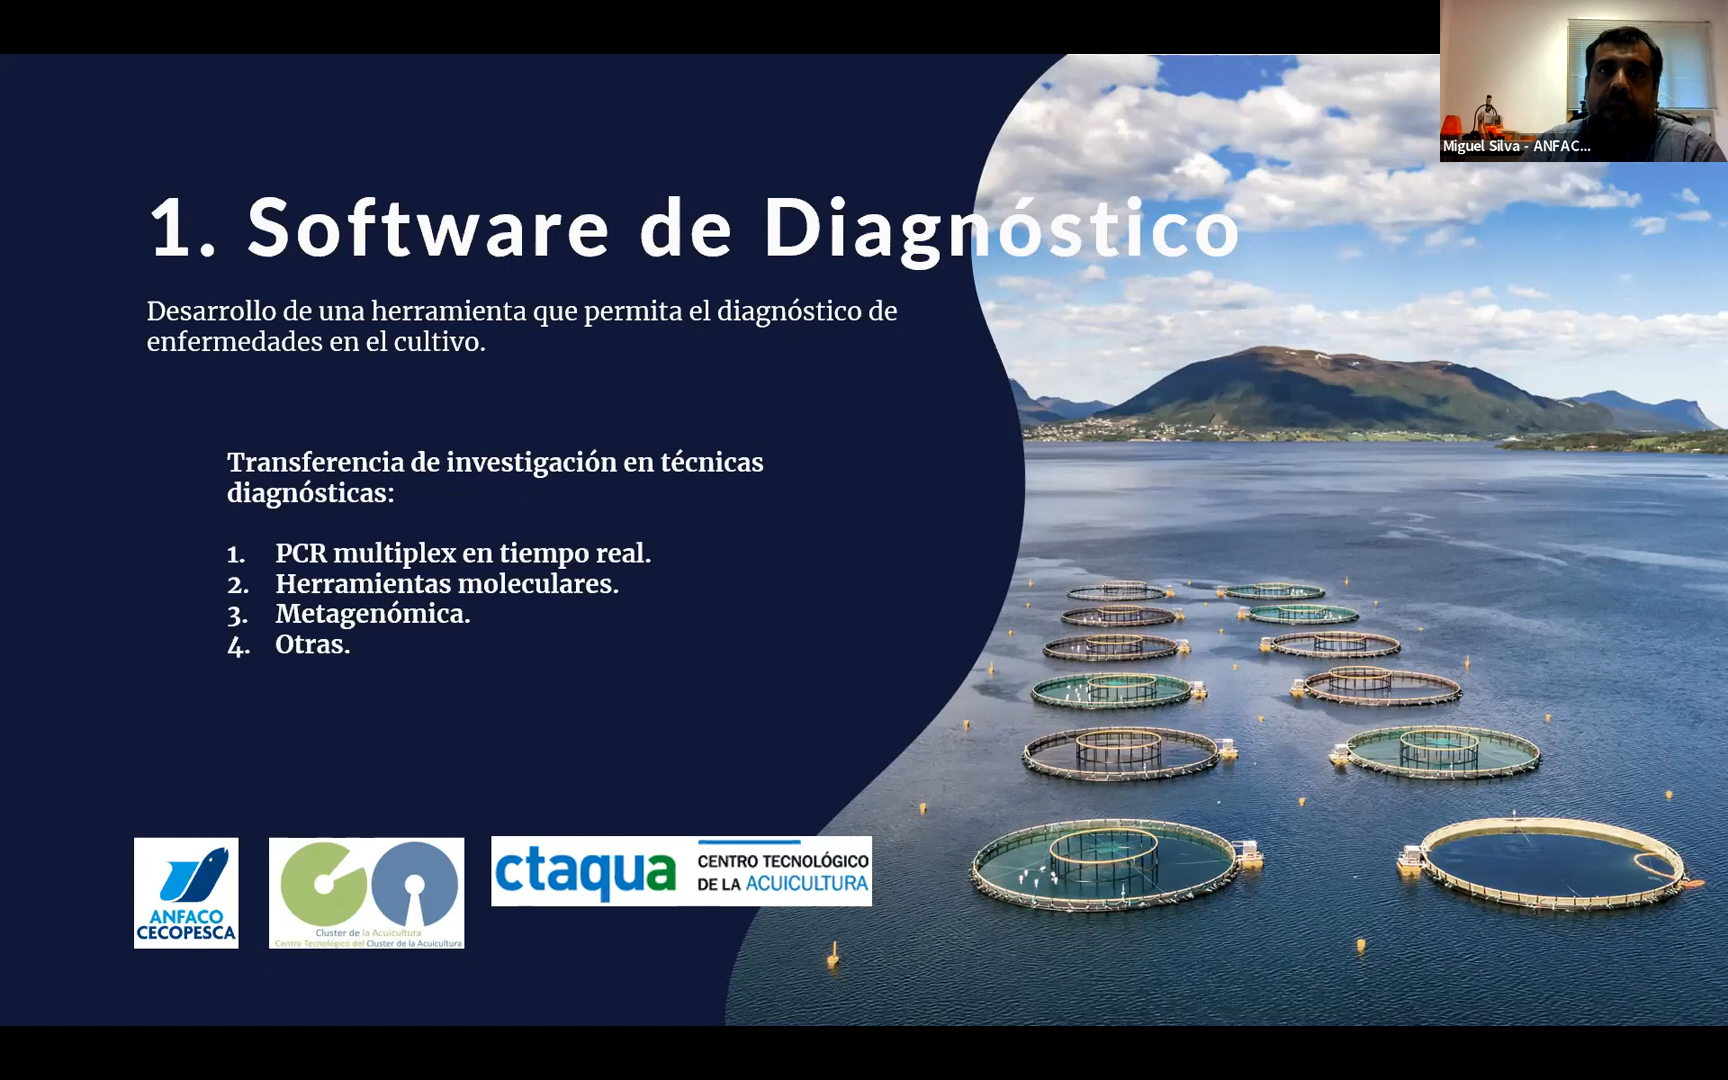 Miguel Silva - ANFAC...
1. Software de Diagnóstico
Desarrollo de una herramienta que permita el diagnóstico de
enfermedades en el cultivo.
Transferencia de investigación en técnicas
diagnósticas:
1. PCR multiplex en tiempo real.
2. Herramientas moleculares.
3. Metagenómica.
4. Otras.
ANFACO
CECOPESCA
Cluster de la Acuicultura
Centro Tecnológico del Cluster de la Acuicultura
ctaqua
CENTRO TECNOLÓGICO
DE LA ACUICULTURA